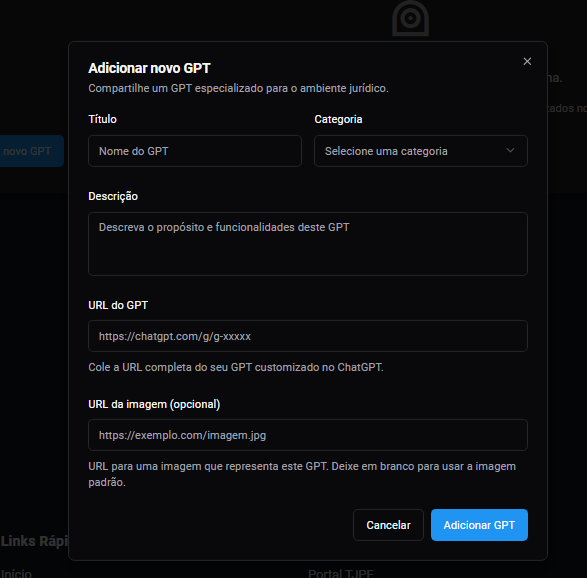 Adicionar novo GPT
Compartilhe um GPT especializado para o ambiente jurídico.
Título
Categoria
Nome do GPT
Selecione uma categoria
novo GPT
Descrição
Descreva o propósito e funcionalidades deste GPT
URL do GPT
https://chatgpt.com/g/g-xxxxx
Cole a URL completa do seu GPT customizado no ChatGPT.
URL da imagem (opcional)
https://exemplo.com/imagem.jpg
URL para uma imagem que representa este GPT. Deixe em branco para usar a imagem
padrão.
Cancelar
Adicionar GPT
Links Rápi
Início
Portal TJPE